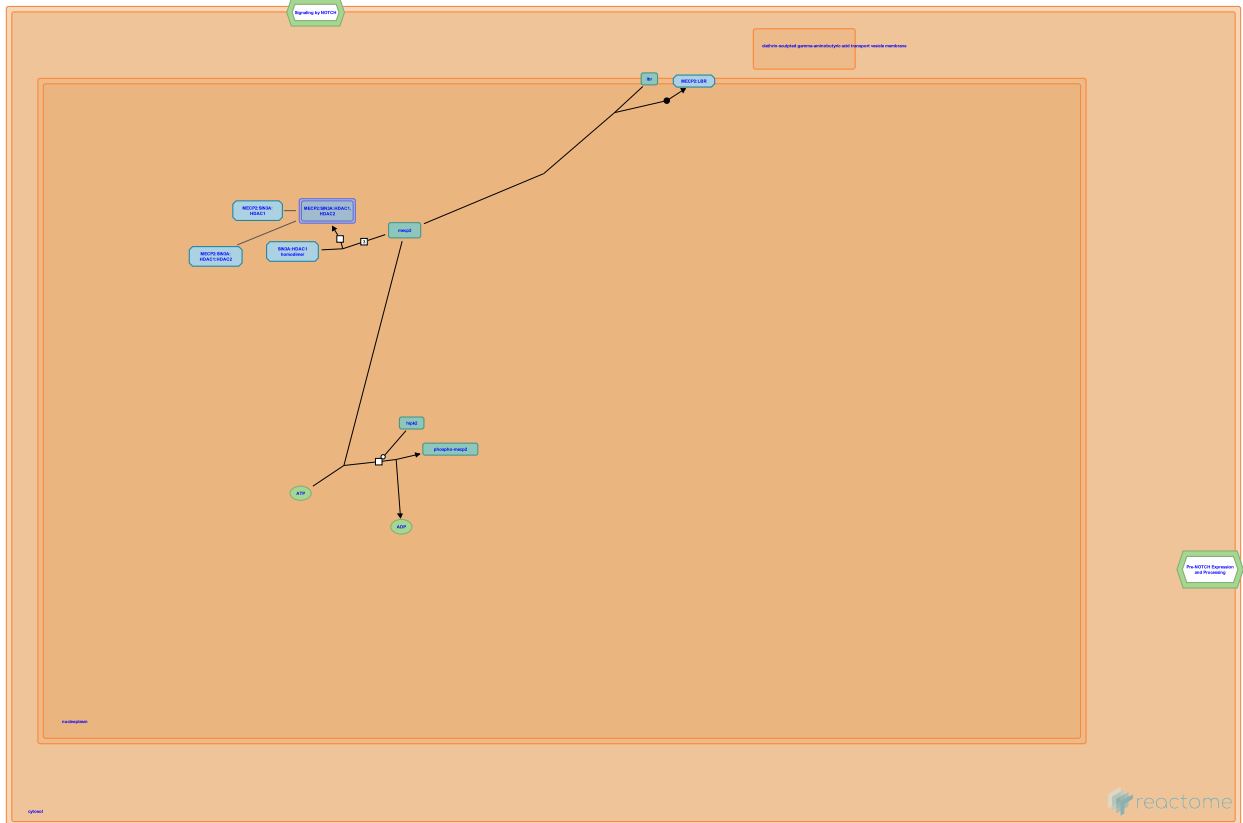 Signaling by NOTCH
clathrin-sculpted gamma-aminobutyric acid transport vesicle membrane
lbr
MECP2:LBR
MECP2:SIN3A:
HDAC1
MECP2:SIN3A:HDAC1,
HDAC2
mecp2
2
SIN3A:HDAC1
homodimer
MECP2:SIN3A:
HDAC1:HDAC2
hipk2
phospho-mecp2
ATP
ADP
Pre-NOTCH Expression
and Processing
nucleoplasm
cytosol
reactome